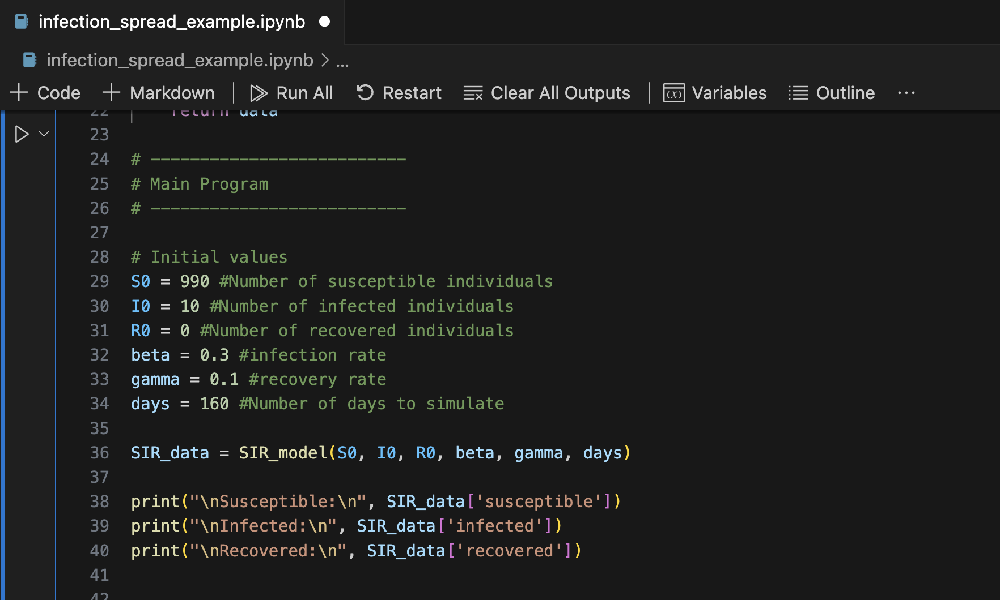 infection_spread_example.ipynb
infection_spread_example.ipynb > ...
+ Code + Markdown | Run All Restart Clear All Outputs | (x) Variables Outline ...
22 return data
23
24 # --------------------------
25 # Main Program
26 # --------------------------
27
28 # Initial values
29 S0 = 990 #Number of susceptible individuals
30 I0 = 10 #Number of infected individuals
31 R0 = 0 #Number of recovered individuals
32 beta = 0.3 #infection rate
33 gamma = 0.1 #recovery rate
34 days = 160 #Number of days to simulate
35
36 SIR_data = SIR_model(S0, I0, R0, beta, gamma, days)
37
38 print("\nSusceptible:\n", SIR_data['susceptible'])
39 print("\nInfected:\n", SIR_data['infected'])
40 print("\nRecovered:\n", SIR_data['recovered'])
41
42